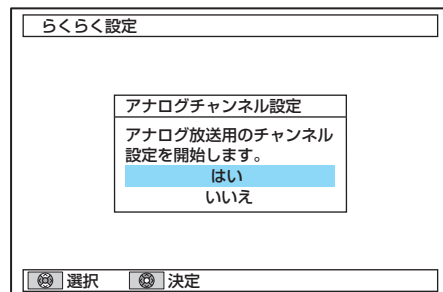 らくらく設定
アナログチャンネル設定
アナログ放送用のチャンネル
設定を開始します。
はい
いいえ
選択 決定